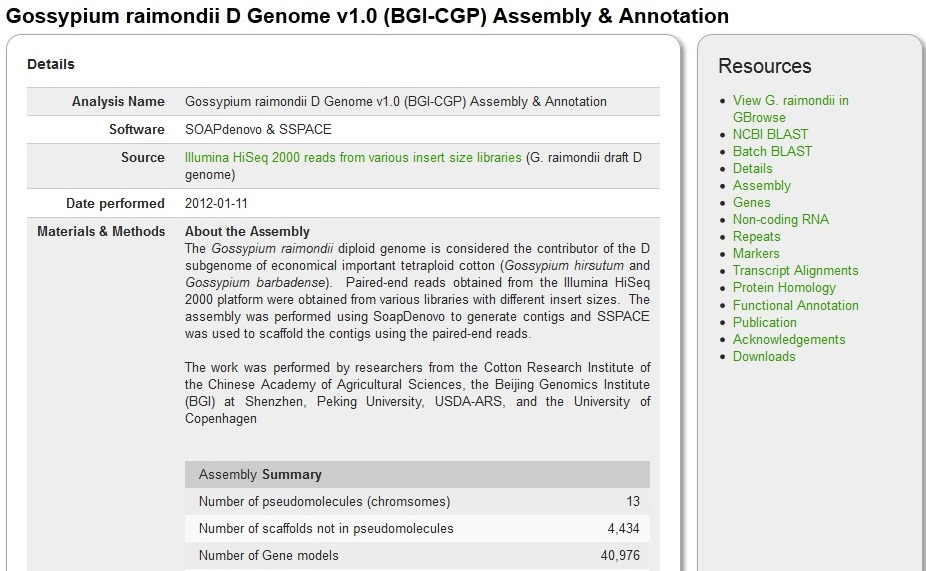 Gossypium raimondii D Genome v1.0 (BGI-CGP) Assembly & Annotation
Details
Analysis Name Gossypium raimondii D Genome v1.0 (BGI-CGP) Assembly & Annotation
Software SOAPdenovo & SSPACE
Source Illumina HiSeq 2000 reads from various insert size libraries (G. raimondii draft D
genome)
Date performed 2012-01-11
Materials & Methods About the Assembly
The Gossypium raimondii diploid genome is considered the contributor of the D
subgenome of economical important tetraploid cotton (Gossypium hirsutum and
Gossypium barbadense). Paired-end reads obtained from the Illumina HiSeq
2000 platform were obtained from various libraries with different insert sizes. The
assembly was performed using SoapDenovo to generate contigs and SSPACE
was used to scaffold the contigs using the paired-end reads.
The work was performed by researchers from the Cotton Research Institute of
the Chinese Academy of Agricultural Sciences, the Beijing Genomics Institute
(BGI) at Shenzhen, Peking University, USDA-ARS, and the University of
Copenhagen
Assembly Summary
Number of pseudomolecules (chromsomes) 13
Number of scaffolds not in pseudomolecules 4,434
Number of Gene models 40,976
Resources
View G. raimondii in
GBrowse
NCBI BLAST
Batch BLAST
Details
Assembly
Genes
Non-coding RNA
Repeats
Markers
Transcript Alignments
Protein Homology
Functional Annotation
Publication
Acknowledgements
Downloads